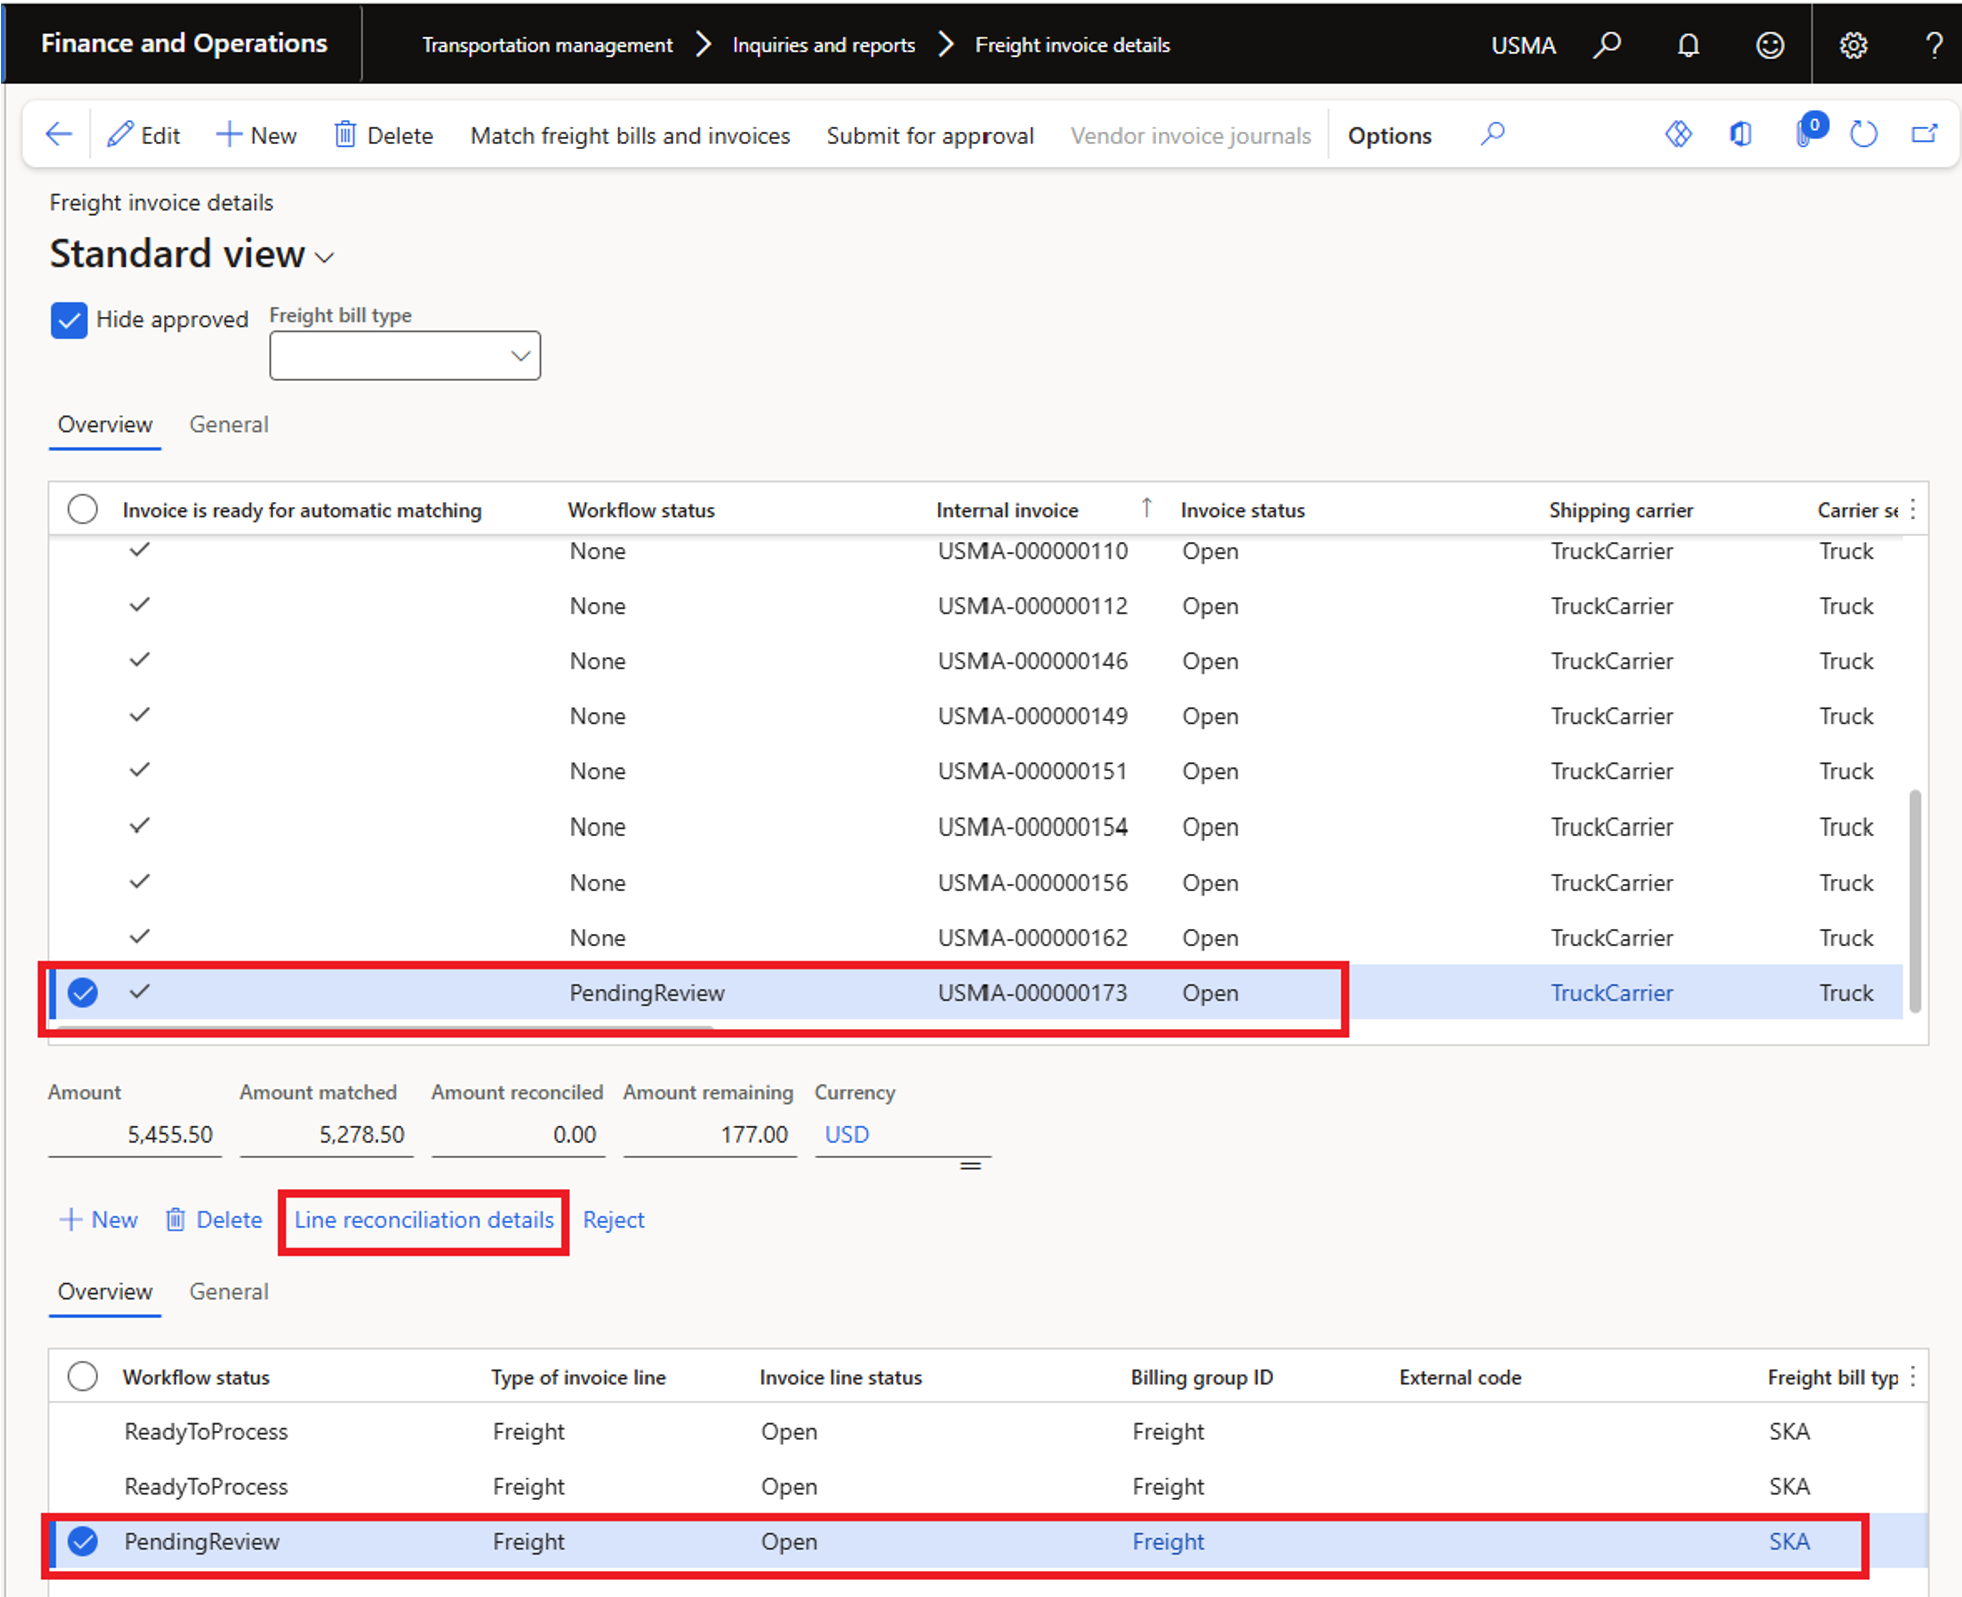 Finance and Operations Transportation management Inquiries and reports Freight invoice details USMA ?
Edit New Delete Match freight bills and invoices Submit for approval Vendor invoice journals Options 0
Freight invoice details
Standard view
Hide approved Freight bill type
Overview General
Invoice is ready for automatic matching Workflow status Internal invoice ↑ Invoice status Shipping carrier Carrier se
None USMA-000000110 Open TruckCarrier Truck
None USMA-000000112 Open TruckCarrier Truck
None USMA-000000146 Open TruckCarrier Truck
None USMA-000000149 Open TruckCarrier Truck
None USMA-000000151 Open TruckCarrier Truck
None USMA-000000154 Open TruckCarrier Truck
None USMA-000000156 Open TruckCarrier Truck
None USMA-000000162 Open TruckCarrier Truck
PendingReview USMA-000000173 Open TruckCarrier Truck
Amount Amount matched Amount reconciled Amount remaining Currency
5,455.50 5,278.50 0.00 177.00 USD
New Delete Line reconciliation details Reject
Overview General
Workflow status Type of invoice line Invoice line status Billing group ID External code Freight bill typ
ReadyToProcess Freight Open Freight SKA
ReadyToProcess Freight Open Freight SKA
PendingReview Freight Open Freight SKA